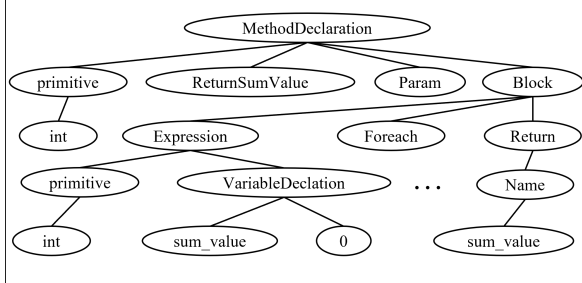 MethodDeclaration
primitive ReturnSumValue Param Block
int Expression Foreach Return
primitive VariableDeclation ... Name
int sum_value 0 sum_value